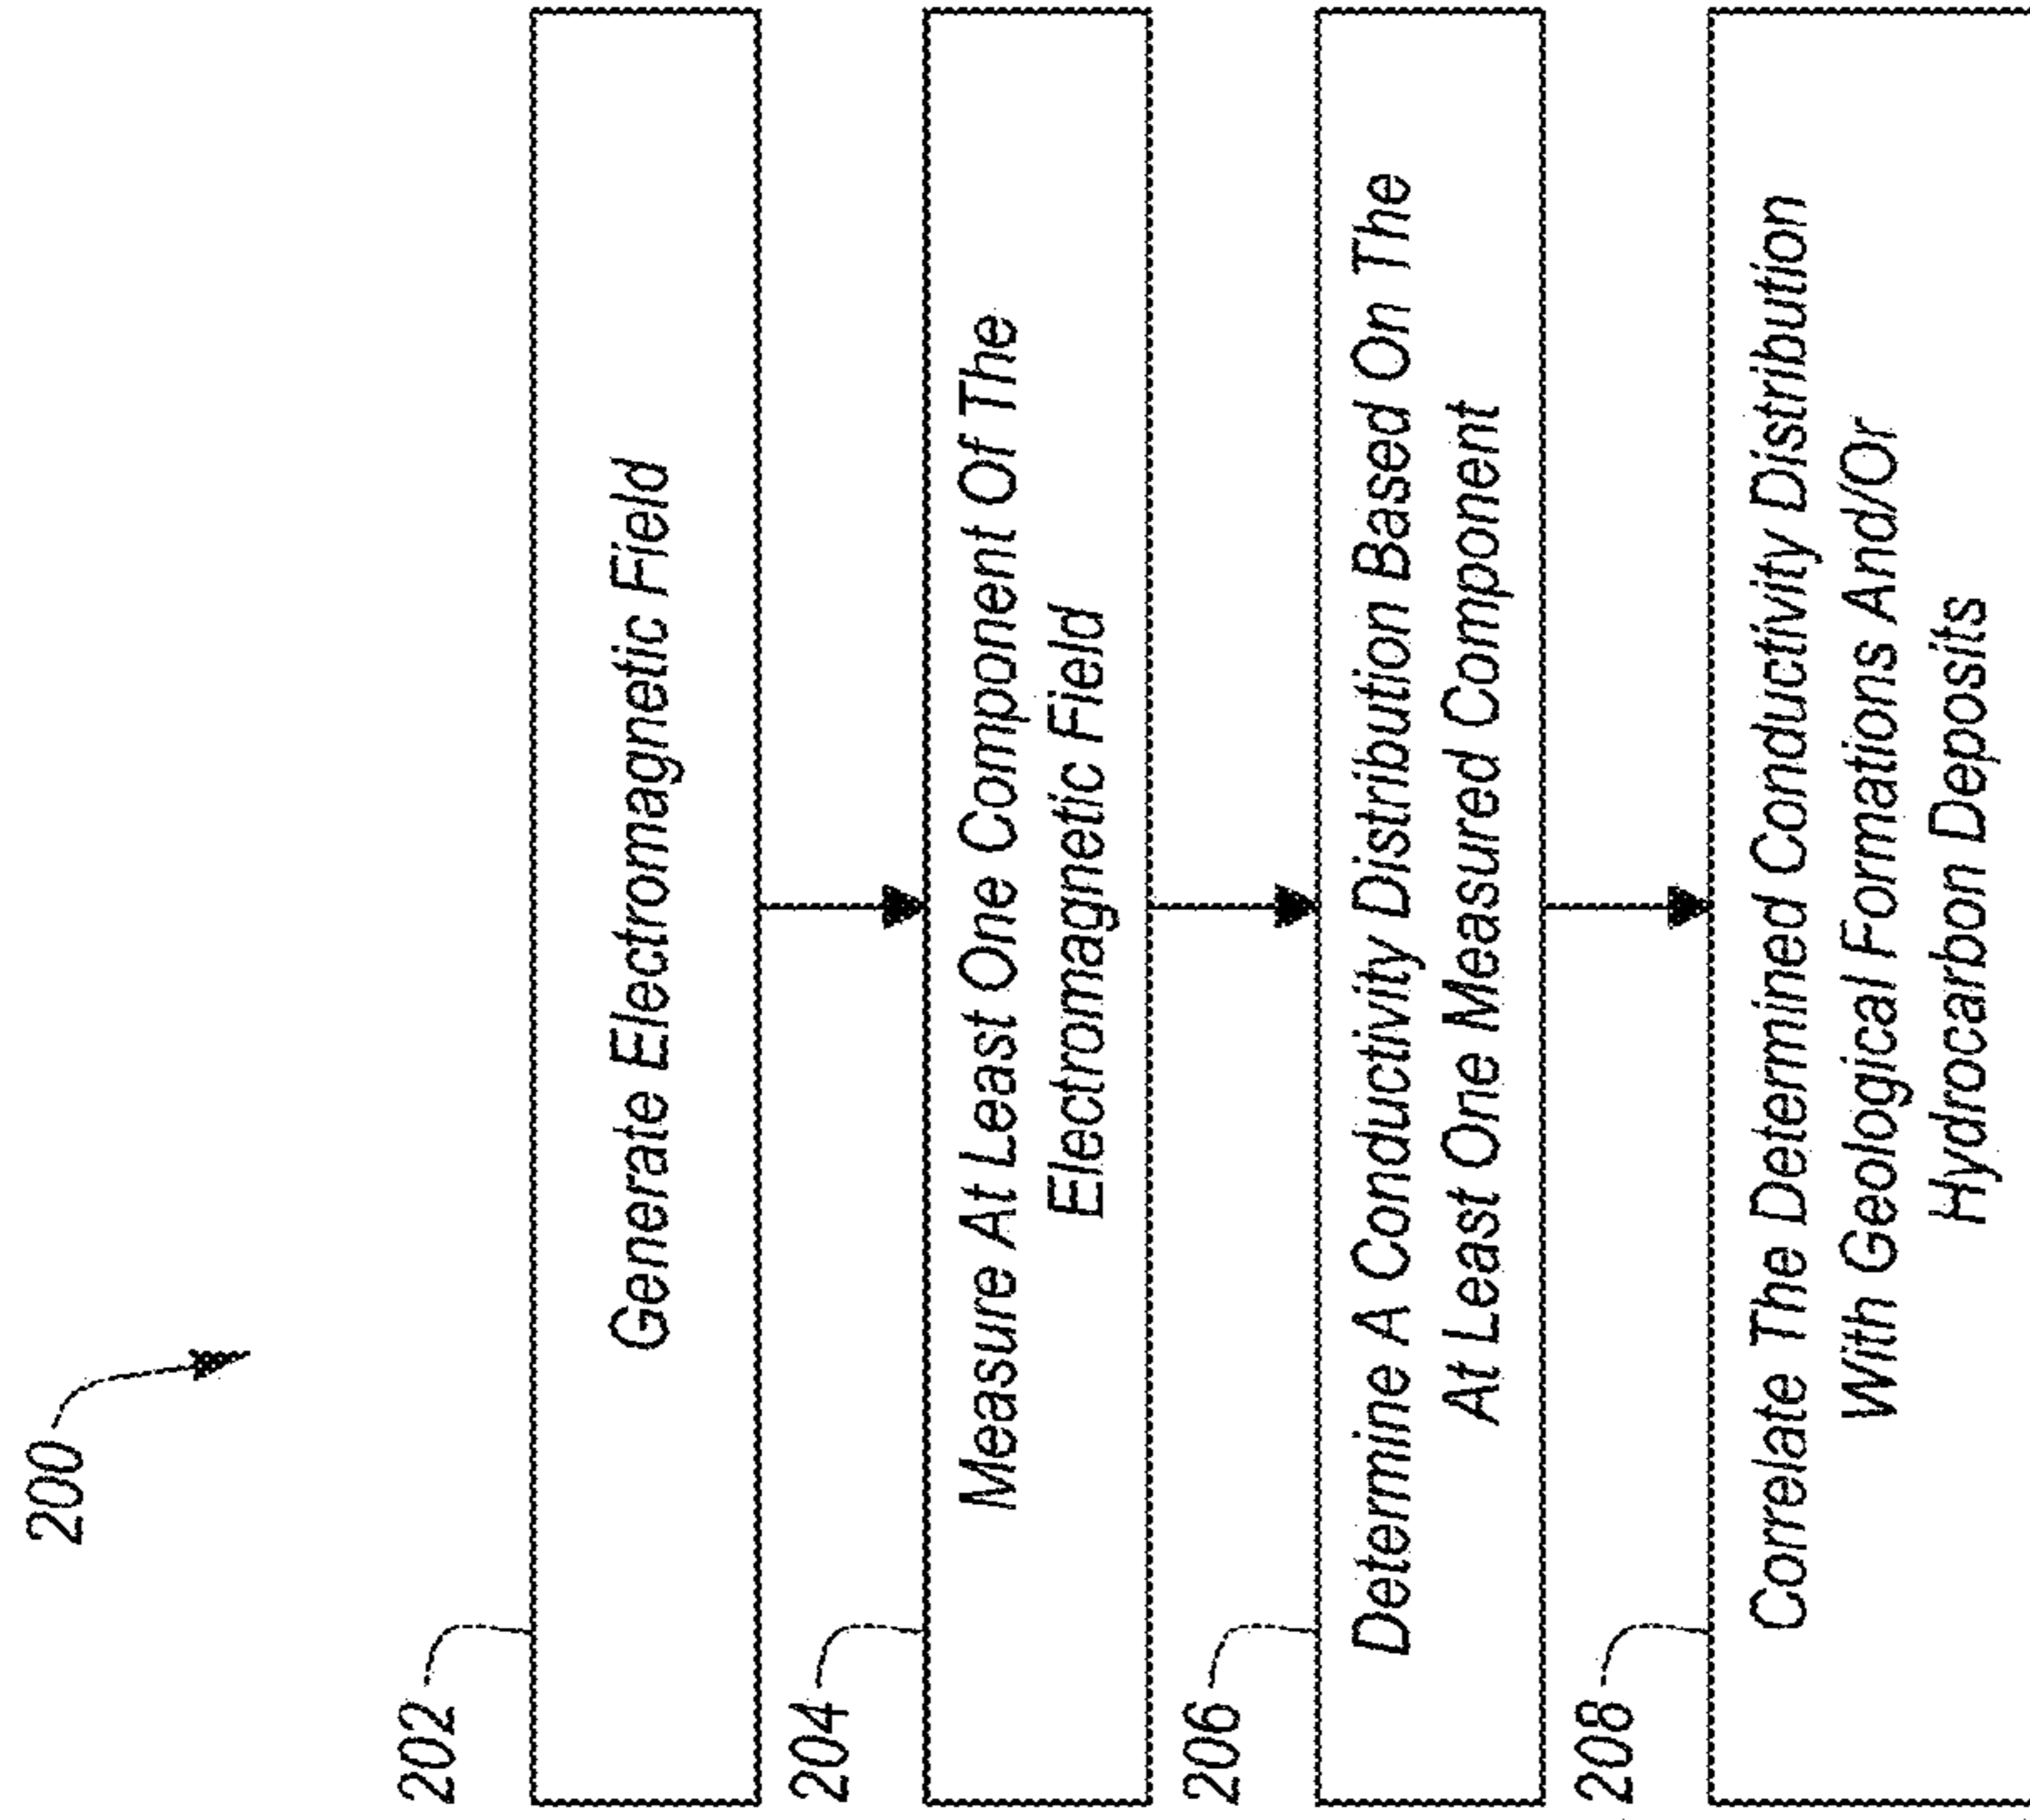 200
202
Generate Electromagnetic Field
204
Measure At Least One Component Of The
Electromagnetic Field
206
Determine A Conductivity Distribution Based On The
At Least One Measured Component
208
Correlate The Determined Conductivity Distribution
With Geological Formations And/Or
Hydrocarbon Deposits